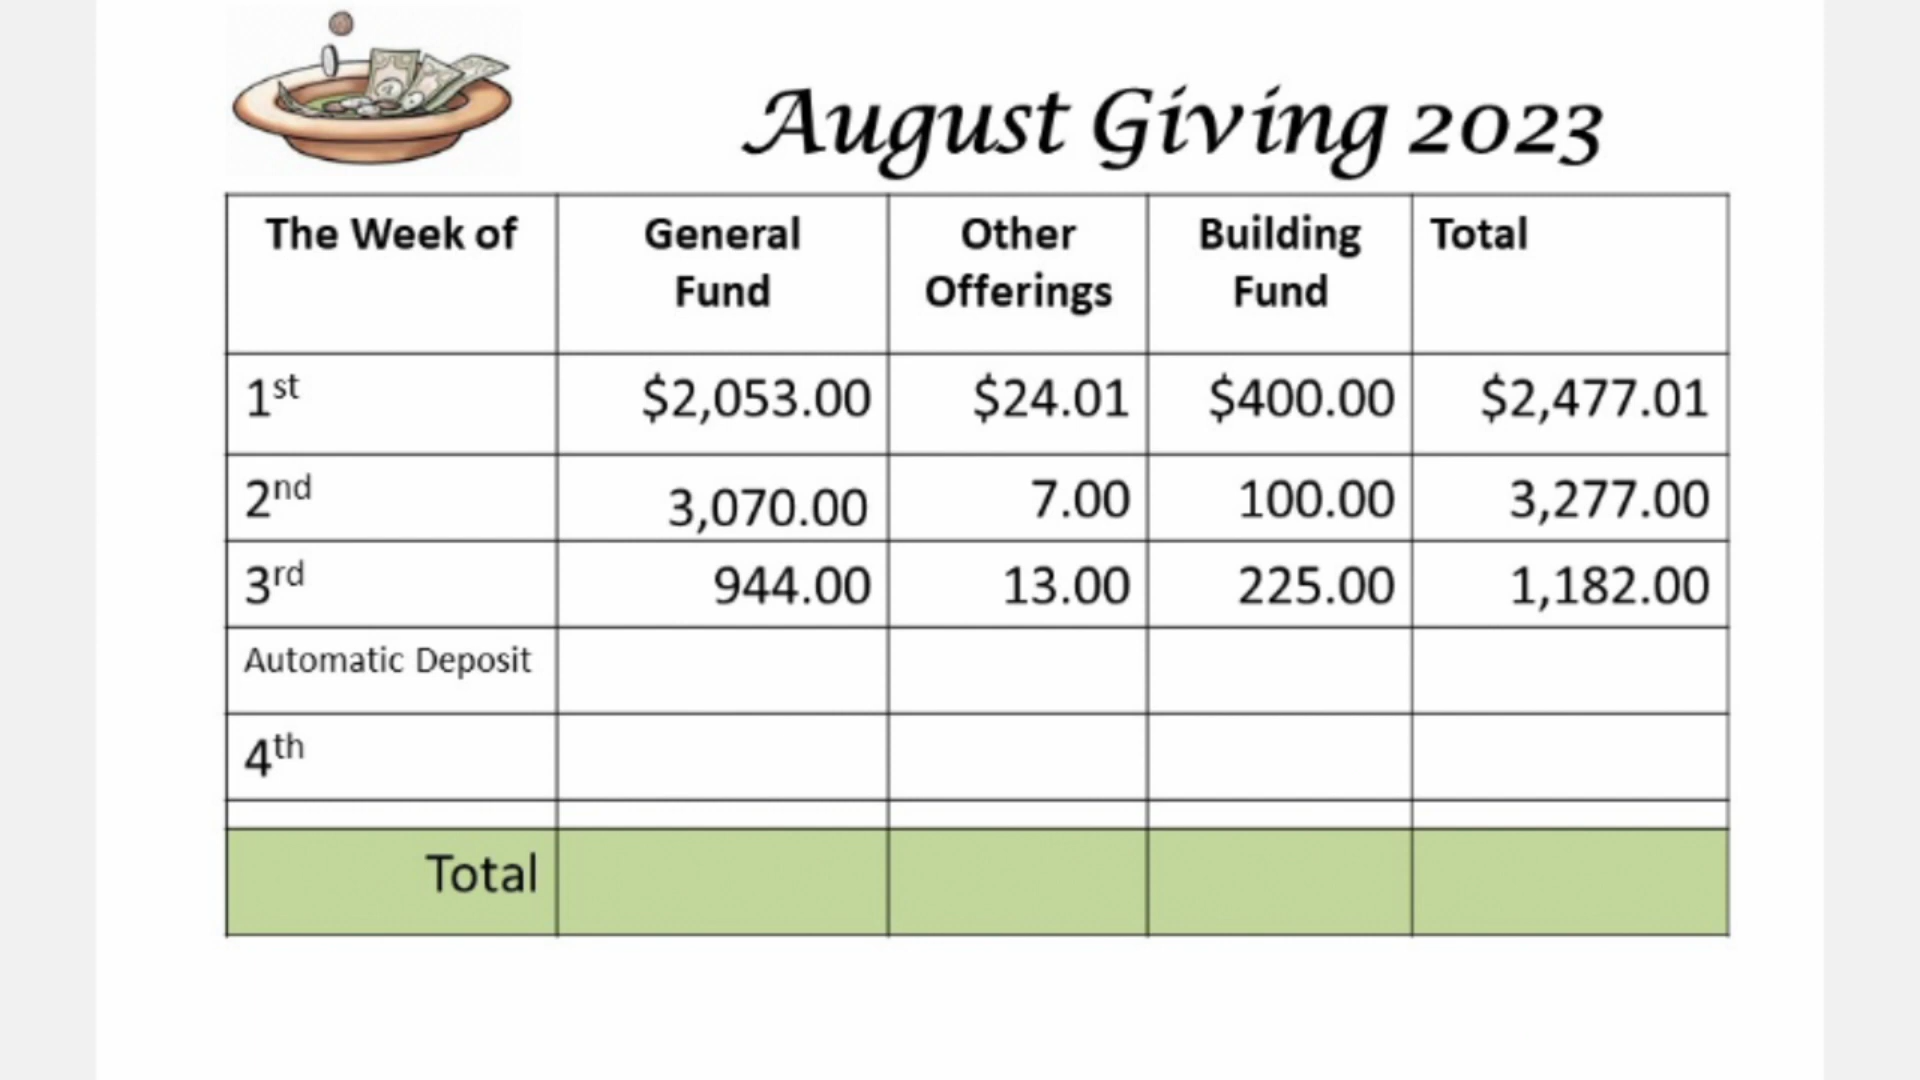 August Giving 2023
The Week of General Fund Other Offerings Building Fund Total
1st $2,053.00 $24.01 $400.00 $2,477.01
2nd 3,070.00 7.00 100.00 3,277.00
3rd 944.00 13.00 225.00 1,182.00
Automatic Deposit
4th
Total